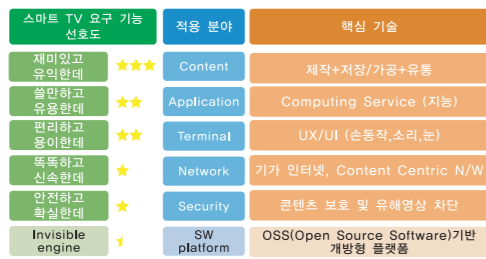 스마트 TV 요구 기능
선호도
적용 분야
핵심 기술
재미있고
유익한데
Content
제작+저장/가공+유통
쓸만하고
유용한데
Application
Computing Service (지능)
편리하고
용이한데
Terminal
UX/UI (손동작,소리,눈)
똑똑하고
신속한데
Network
기가 인터넷, Content Centric N/W
안전하고
확실한데
Security
콘텐츠 보호 및 유해영상 차단
Invisible
engine
SW
platform
OSS(Open Source Software)기반
개방형 플랫폼